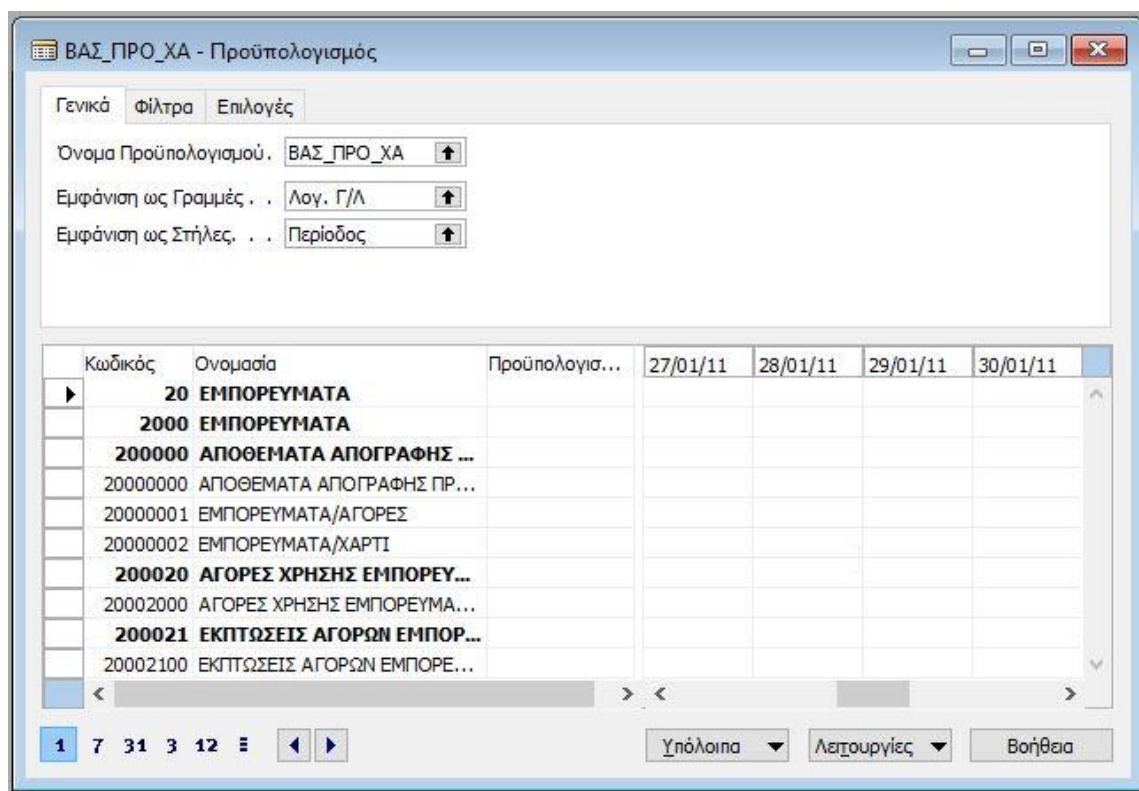 ΒΑΣ_ΠΡΟ_ΧΑ - Προϋπολογισμός
Γενικά Φίλτρα Επιλογές
Όνομα Προϋπολογισμού. ΒΑΣ_ΠΡΟ_ΧΑ
Εμφάνιση ως Γραμμές . . Λογ. Γ/Λ
Εμφάνιση ως Στήλες. . . Περίοδος
Κωδικός Ονομασία Προϋπολογισ... 27/01/11 28/01/11 29/01/11 30/01/11
20 ΕΜΠΟΡΕΥΜΑΤΑ
2000 ΕΜΠΟΡΕΥΜΑΤΑ
200000 ΑΠΟΘΕΜΑΤΑ ΑΠΟΓΡΑΦΗΣ ...
20000000 ΑΠΟΘΕΜΑΤΑ ΑΠΟΓΡΑΦΗΣ ΠΡ...
20000001 ΕΜΠΟΡΕΥΜΑΤΑ/ΑΓΟΡΕΣ
20000002 ΕΜΠΟΡΕΥΜΑΤΑ/ΧΑΡΤΙ
200020 ΑΓΟΡΕΣ ΧΡΗΣΗΣ ΕΜΠΟΡΕΥ...
20002000 ΑΓΟΡΕΣ ΧΡΗΣΗΣ ΕΜΠΟΡΕΥΜΑ...
200021 ΕΚΠΤΩΣΕΙΣ ΑΓΟΡΩΝ ΕΜΠΟΡ...
20002100 ΕΚΠΤΩΣΕΙΣ ΑΓΟΡΩΝ ΕΜΠΟΡΕ...
1 7 31 3 12 Υπόλοιπα Λειτουργίες Βοήθεια